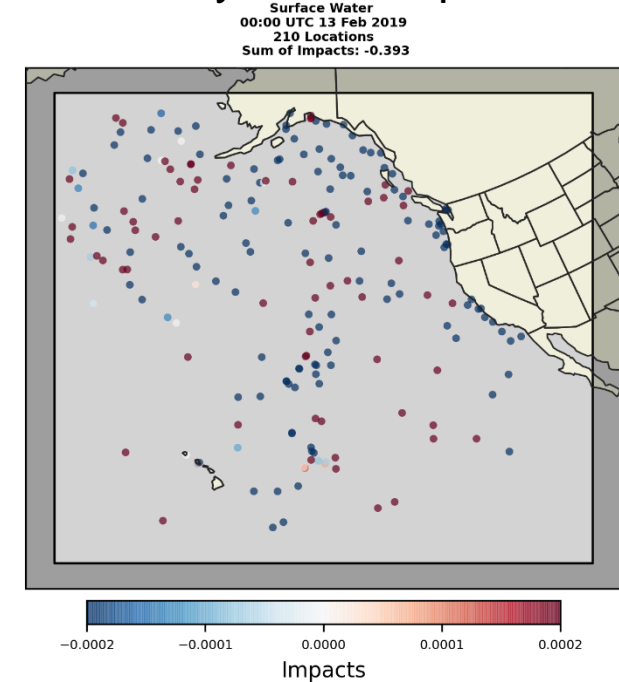 Surface Water
00:00 UTC 13 Feb 2019
210 Locations
Sum of Impacts: -0.393
−0.0002 −0.0001 0.0000 0.0001 0.0002
Impacts